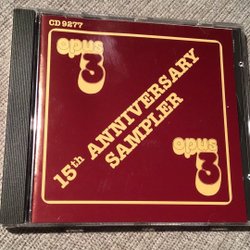 CD 9277
opus
3
15th ANNIVERSARY
SAMPLER
opus
3